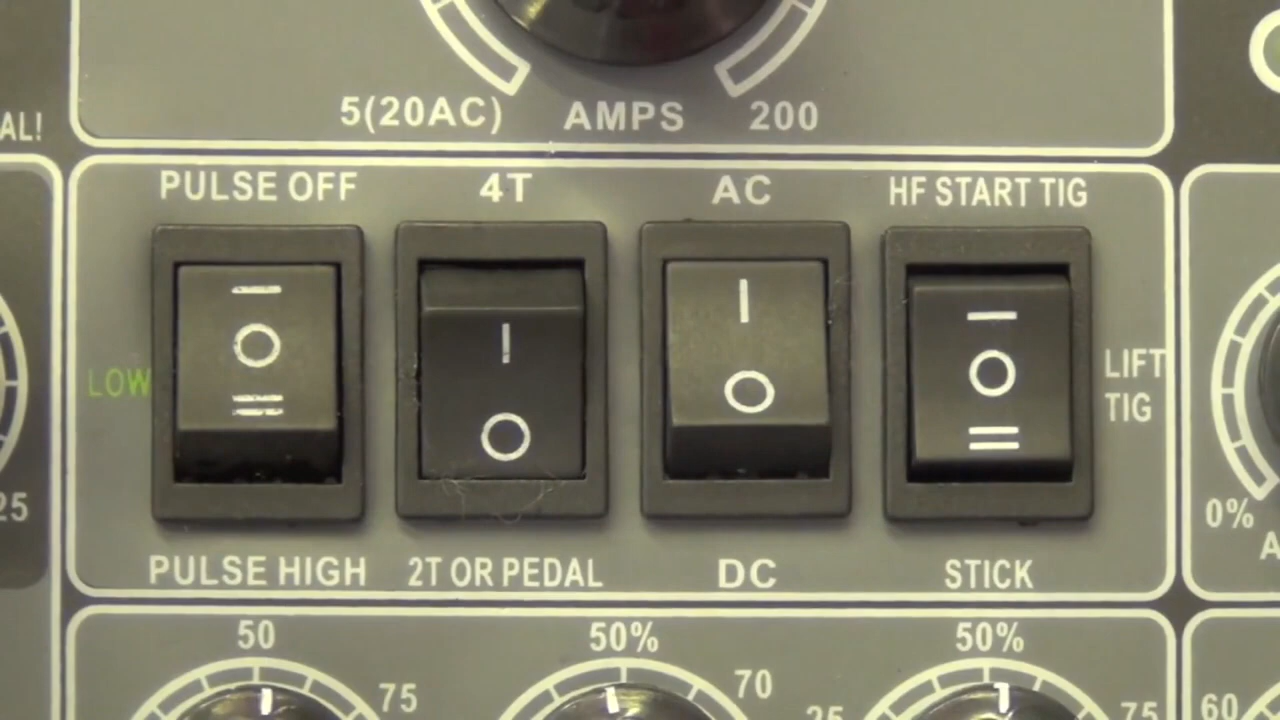 5(20AC) AMPS 200
AL!
PULSE OFF 4T AC HF START TIG
LOW
LIFT
TIG
25
0%
PULSE HIGH 2T OR PEDAL DC STICK
A
50 50% 50%
75 70 25 75 60